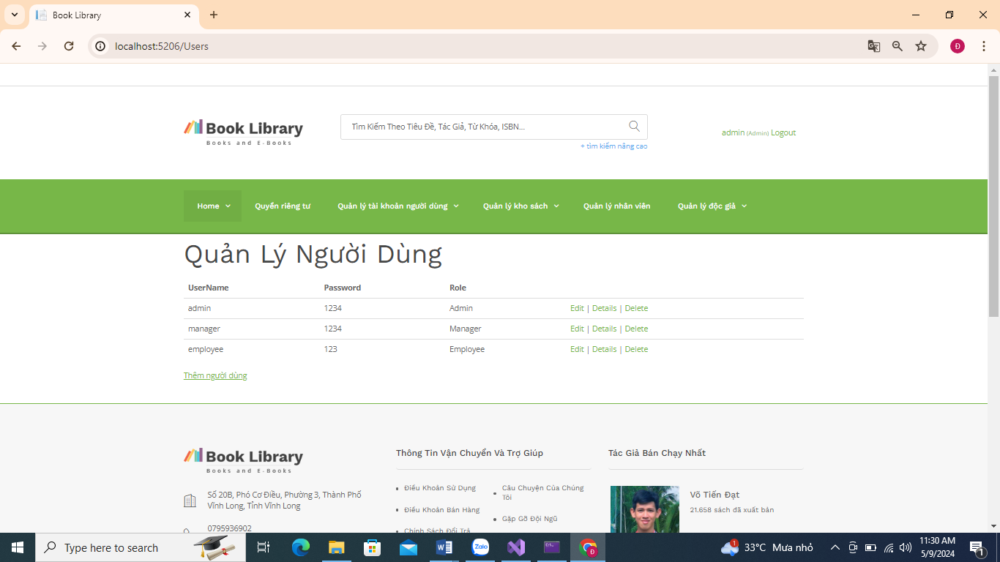 Book Library
localhost:5206/Users
Đ
Book Library
Books and E-Books
Tìm Kiếm Theo Tiêu Đề, Tác Giả, Từ Khóa, ISBN...
+ tìm kiếm nâng cao
admin (Admin) Logout
Home
Quyền riêng tư
Quản lý tài khoản người dùng
Quản lý kho sách
Quản lý nhân viên
Quản lý độc giả
Quản Lý Người Dùng
UserName Password Role
admin 1234 Admin Edit | Details | Delete
manager 1234 Manager Edit | Details | Delete
employee 123 Employee Edit | Details | Delete
Thêm người dùng
Book Library
Books and E-Books
Số 20B, Phó Cơ Điều, Phường 3, Thành Phố
Vĩnh Long, Tỉnh Vĩnh Long
0795936902
Thông Tin Vận Chuyển Và Trợ Giúp
Điều Khoản Sử Dụng
Điều Khoản Bán Hàng
Chính Sách Đổi Trả
Câu Chuyện Của Chúng
Tôi
Gặp Gỡ Đội Ngũ
Tác Giả Bán Chạy Nhất
Võ Tiến Đạt
21.658 sách đã xuất bản
Type here to search
Zalo
Đ
1
33°C Mưa nhỏ
11:30 AM
5/9/2024
1